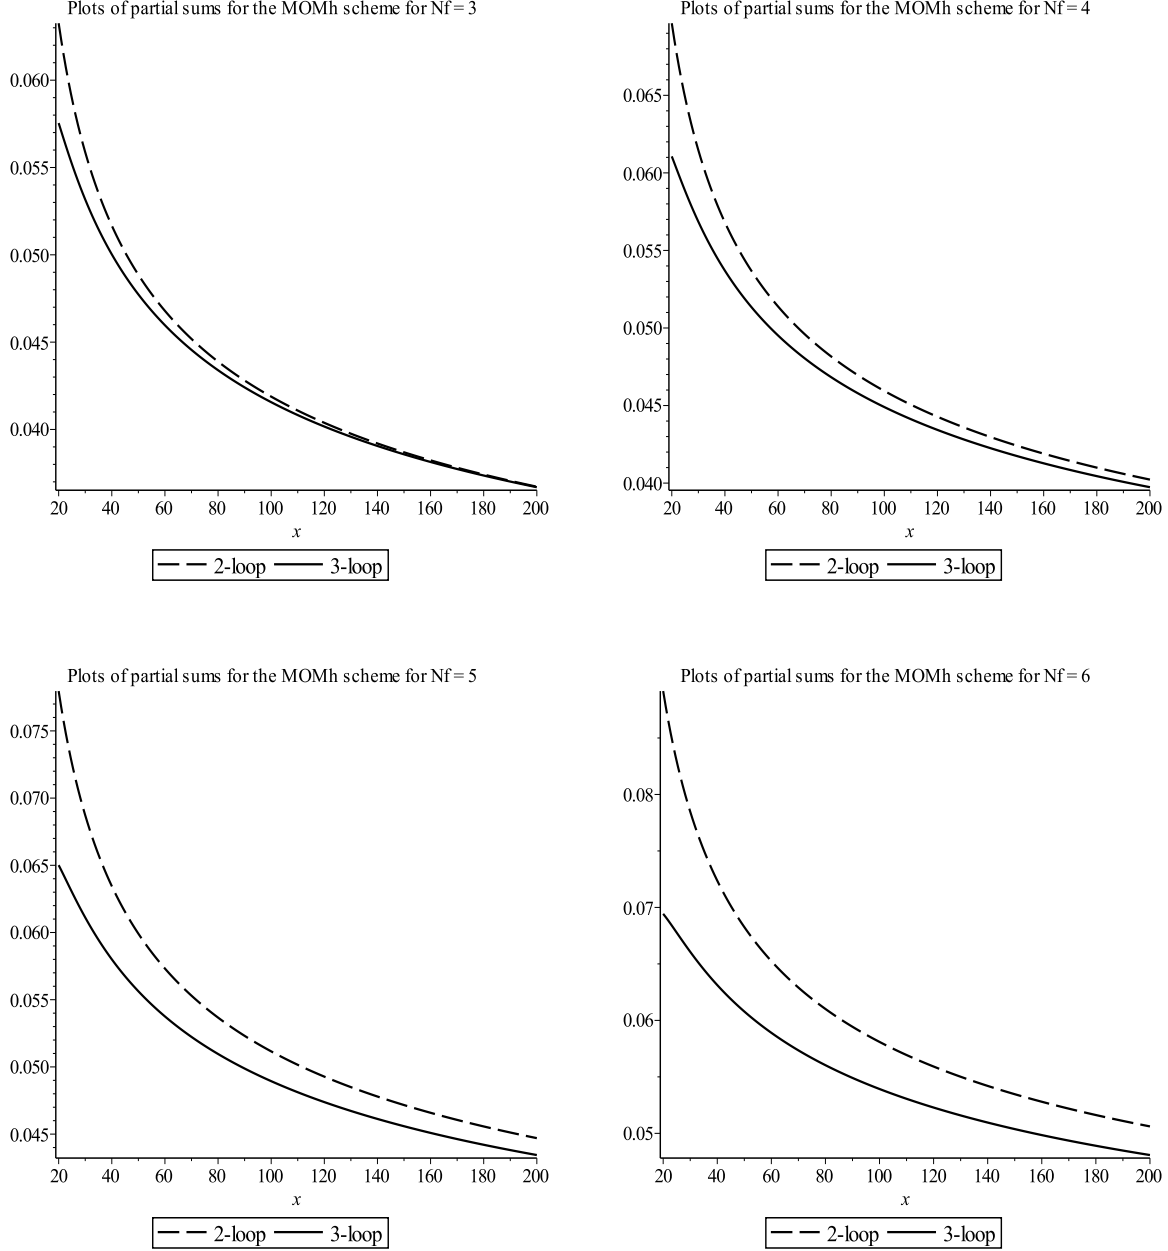 Plots of partial sums for the MOMh scheme for Nf = 3
0.060
0.055
0.050
0.045
0.040
20 40 60 80 100 120 140 160 180 200
x
2-loop 3-loop
Plots of partial sums for the MOMh scheme for Nf = 4
0.065
0.060
0.055
0.050
0.045
0.040
20 40 60 80 100 120 140 160 180 200
x
2-loop 3-loop
Plots of partial sums for the MOMh scheme for Nf = 5
0.075
0.070
0.065
0.060
0.055
0.050
0.045
20 40 60 80 100 120 140 160 180 200
x
2-loop 3-loop
Plots of partial sums for the MOMh scheme for Nf = 6
0.08
0.07
0.06
0.05
20 40 60 80 100 120 140 160 180 200
x
2-loop 3-loop